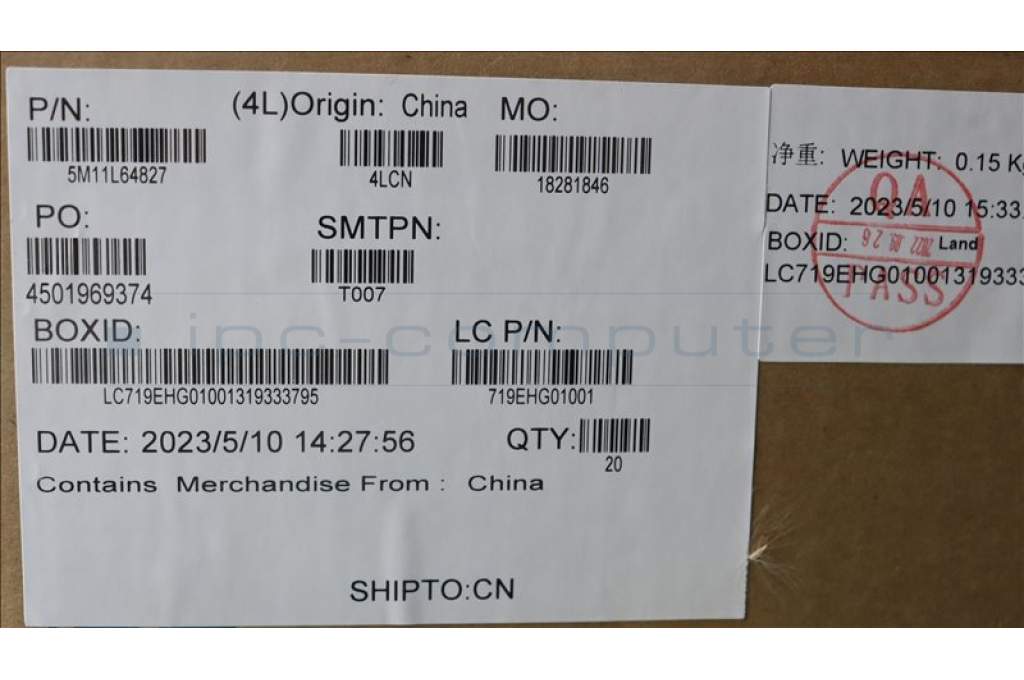 P/N: (4L)Origin: China MO:
5M11L64827 4LCN 18281846
PO: SMTPN:
4501969374 T007
BOXID: LC P/N:
LC719EHG01001319333795 719EHG01001
DATE: 2023/5/10 14:27:56 QTY:
20
Contains Merchandise From : China
SHIPTO:CN
净重: WEIGHT: 0.15 Kg
DATE: 2023/5/10 15:33
BOXID: Land
LC719EHG01001319333
QA
PASS
ipc-computer